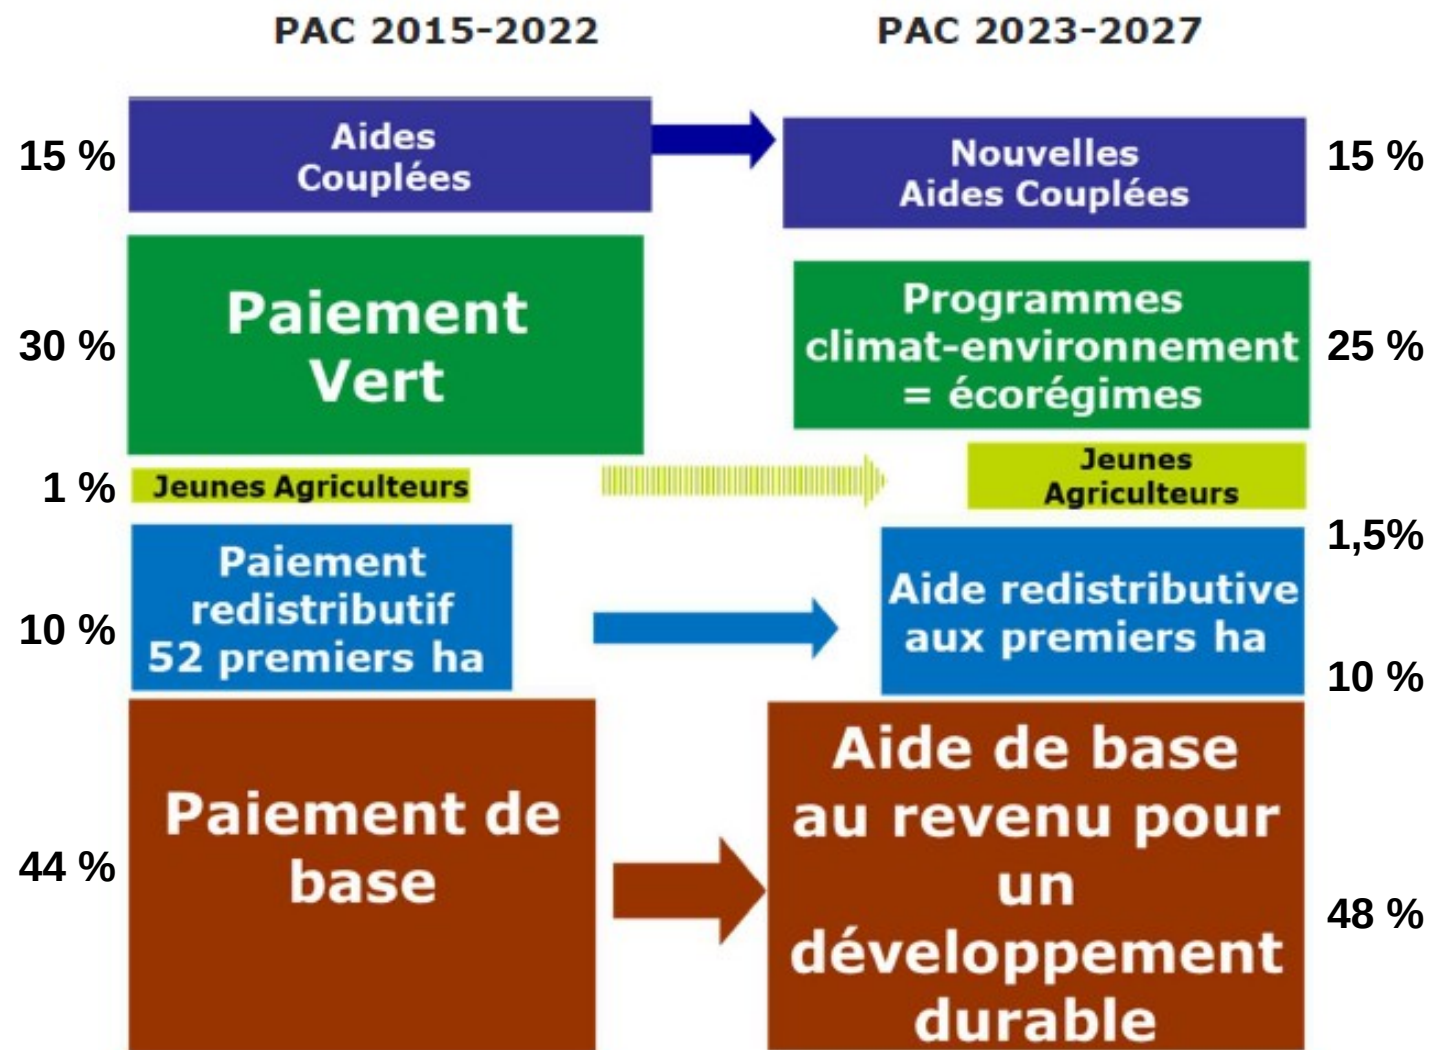 PAC 2015-2022
PAC 2023-2027
15 %
Aides
Couplées
Nouvelles
Aides Couplées
15 %
30 %
Paiement
Vert
Programmes
climat-environnement
= écorégimes
25 %
1 %
Jeunes Agriculteurs
Jeunes
Agriculteurs
1,5%
10 %
Paiement
redistributif
52 premiers ha
Aide redistributive
aux premiers ha
10 %
44 %
Paiement de
base
Aide de base
au revenu pour
un
développement
durable
48 %